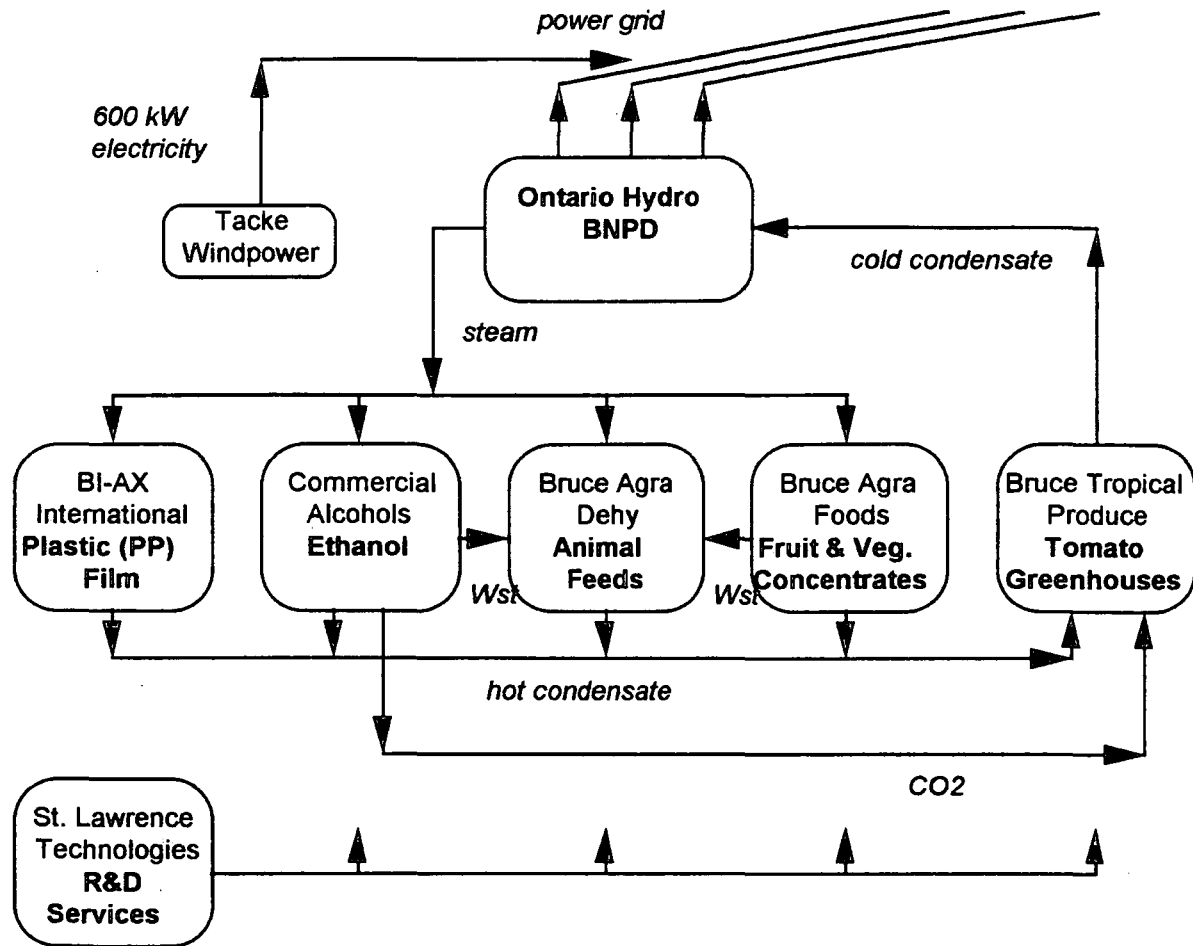 power grid
600 kW
electricity
Tacke
Windpower
Ontario Hydro
BNPD
cold condensate
steam
BI-AX
International
Plastic (PP)
Film
Commercial
Alcohols
Ethanol
Bruce Agra
Dehy
Animal
Feeds
Bruce Agra
Foods
Fruit & Veg.
Concentrates
Bruce Tropical
Produce
Tomato
Greenhouses
Wst
Wst
hot condensate
CO2
St. Lawrence
Technologies
R&D
Services